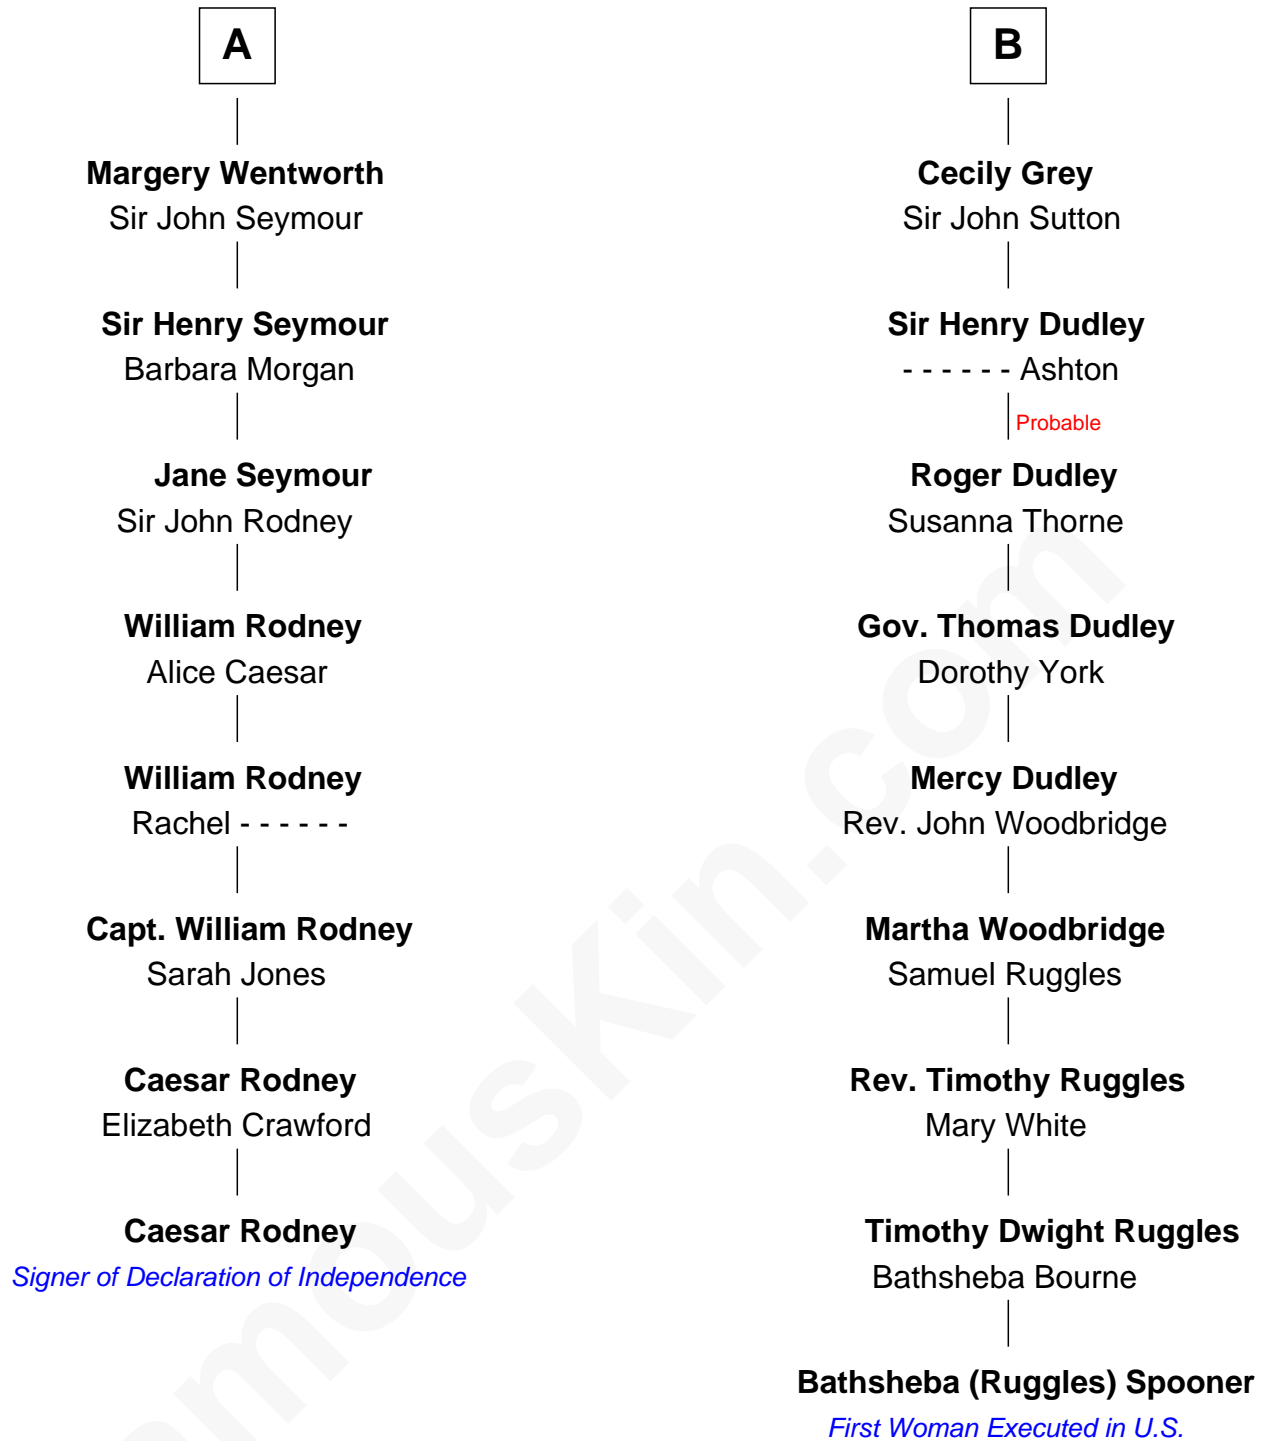 A
Margery Wentworth
Sir John Seymour
Sir Henry Seymour
Barbara Morgan
Jane Seymour
Sir John Rodney
William Rodney
Alice Caesar
William Rodney
Rachel - - - - - -
Capt. William Rodney
Sarah Jones
Caesar Rodney
Elizabeth Crawford
Caesar Rodney
Signer of Declaration of Independence
B
Cecily Grey
Sir John Sutton
Sir Henry Dudley
- - - - - - Ashton
Probable
Roger Dudley
Susanna Thorne
Gov. Thomas Dudley
Dorothy York
Mercy Dudley
Rev. John Woodbridge
Martha Woodbridge
Samuel Ruggles
Rev. Timothy Ruggles
Mary White
Timothy Dwight Ruggles
Bathsheba Bourne
Bathsheba (Ruggles) Spooner
First Woman Executed in U.S.
amouskin.com